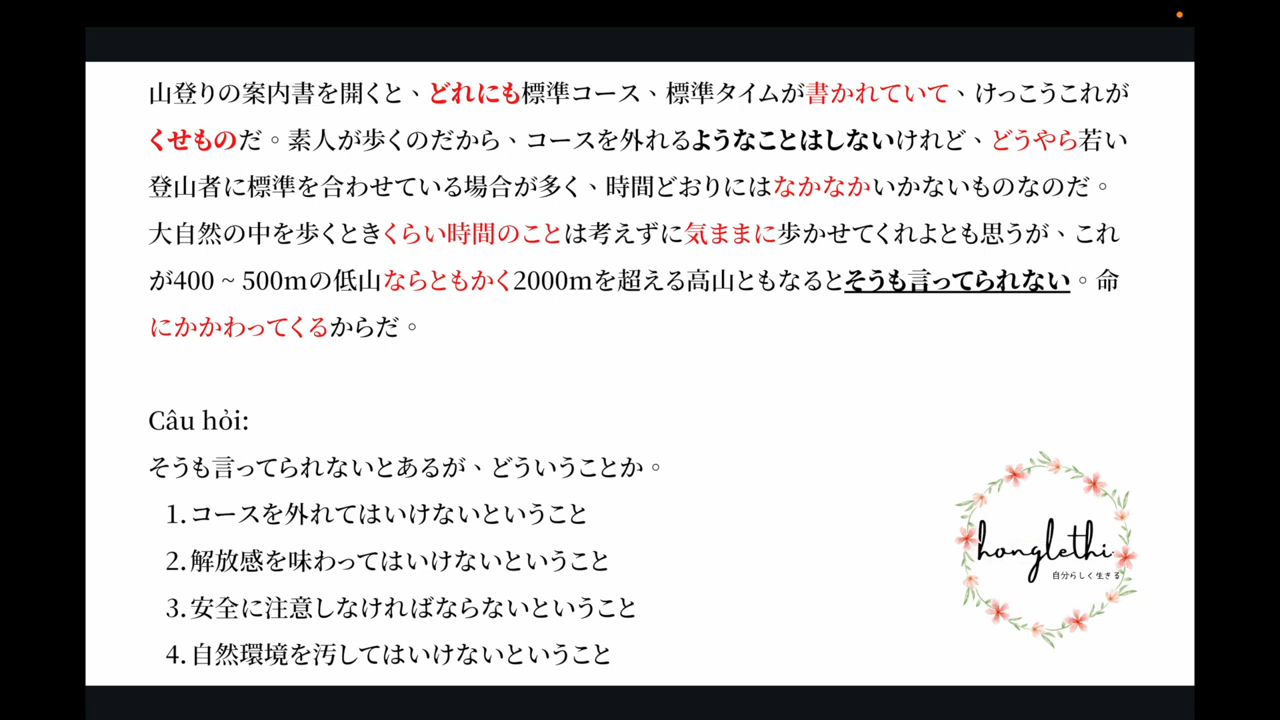 山登りの案内書を開くと、どれにも標準コース、標準タイムが書かれていて、けっこうこれが
くせものだ。素人が歩くのだから、コースを外れるようなことはしないけれど、どうやら若い
登山者に標準を合わせている場合が多く、時間どおりにはなかなかいかないものなのだ。
大自然の中を歩くときくらい時間のことは考えずに気ままに歩かせてくれよとも思うが、これ
が400 ~ 500mの低山ならともかく2000mを超える高山ともなるとそうも言ってられない。命
にかかわってくるからだ。
Câu hỏi:
そうも言ってられないとあるが、どういうことか。
1. コースを外れてはいけないということ
2. 解放感を味わってはいけないということ
3. 安全に注意しなければならないということ
4. 自然環境を汚してはいけないということ
honglethi
自分らしく生きる